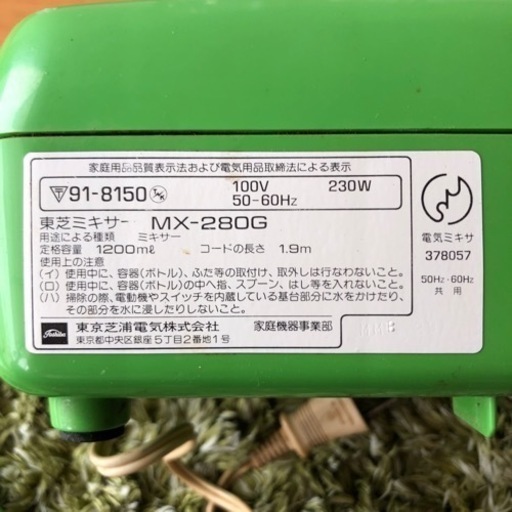 家庭用品品質表示法および電気用品取締法による表示
91-8150 100V 230W
50-60Hz
東芝ミキサー MX-280G
用途による種類 ミキサー
定格容量 1200mℓ コードの長さ 1.9m
使用上の注意
(イ)使用中に、容器(ボトル)、ふた等の取付け、取外しは行なわないこと。
(ロ)使用中に、容器(ボトル)の中へ指、スプーン、はし等を入れないこと。
(ハ)掃除の際、電動機やスイッチを内蔵している基台部分に水をかけたり、
その部分を水に浸したりしないこと。
Toshiba 東京芝浦電気株式会社 家庭機器事業部
東京都中央区銀座5丁目2番地1号
電気ミキサ
378057
50Hz・60Hz
共用